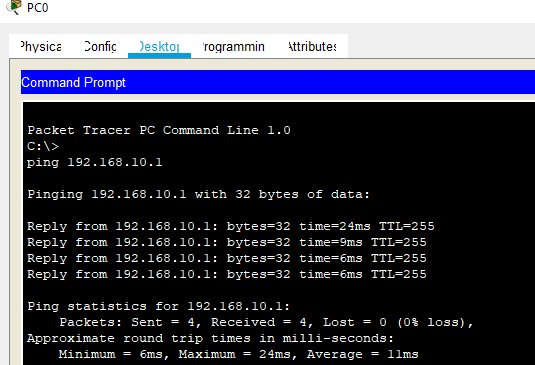 PC0
Physica Config Desktop rogrammin Attributes
Command Prompt
Packet Tracer PC Command Line 1.0
C:\>
ping 192.168.10.1
Pinging 192.168.10.1 with 32 bytes of data:
Reply from 192.168.10.1: bytes=32 time=24ms TTL=255
Reply from 192.168.10.1: bytes=32 time=9ms TTL=255
Reply from 192.168.10.1: bytes=32 time=6ms TTL=255
Reply from 192.168.10.1: bytes=32 time=6ms TTL=255
Ping statistics for 192.168.10.1:
Packets: Sent = 4, Received = 4, Lost = 0 (0% loss),
Approximate round trip times in milli-seconds:
Minimum = 6ms, Maximum = 24ms, Average = 11ms